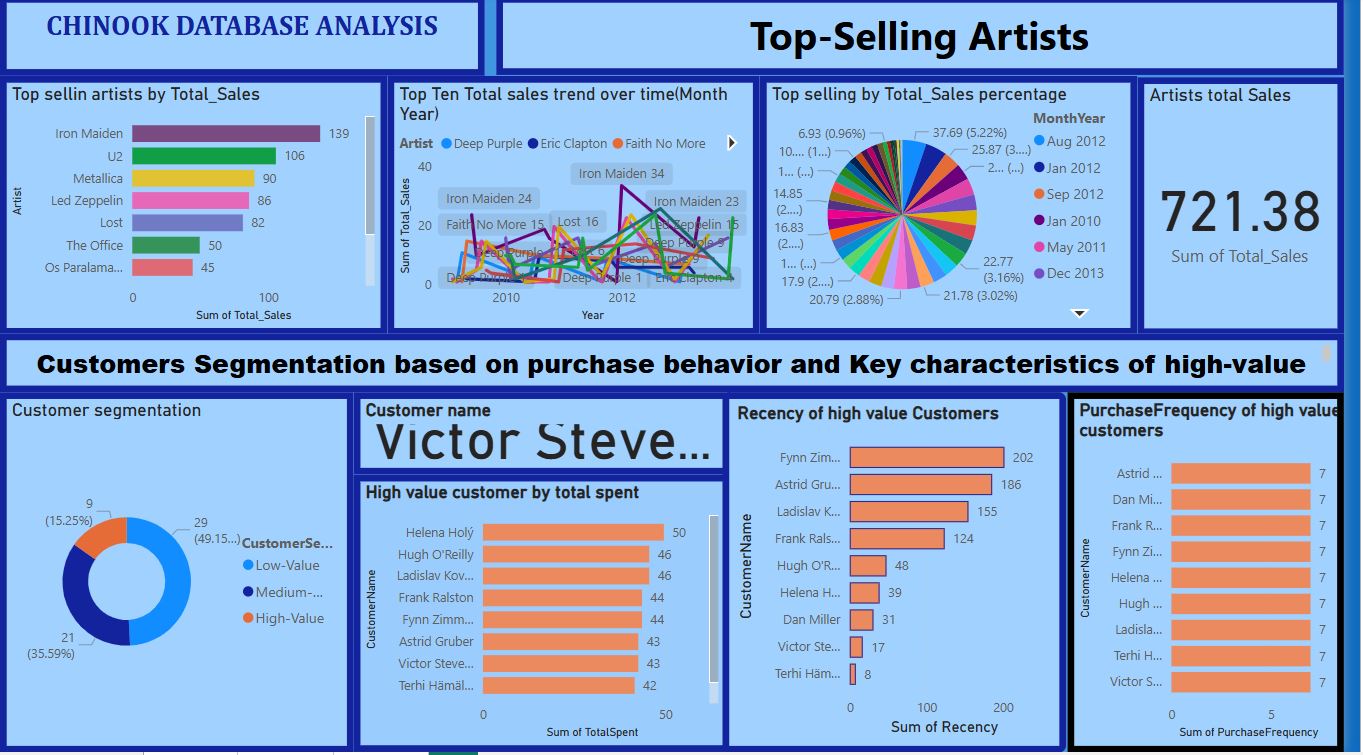 CHINOOK DATABASE ANALYSIS
Top-Selling Artists
Top sellin artists by Total_Sales
Artist
Iron Maiden 139
U2 106
Metallica 90
Led Zeppelin 86
Lost 82
The Office 50
Os Paralama... 45
0 100
Sum of Total_Sales
Top Ten Total sales trend over time(Month
Year)
Artist Deep Purple Eric Clapton Faith No More
Sum of Total_Sales
40
20
0
Iron Maiden 34
Iron Maiden 24
Iron Maiden 23
Faith No More 15
Lost 16
Led Zeppelin 15
Deep Purple
Deep Purple 9
Deep Purple 9
Deep Purple
Deep Purple 1
Eric Clapton
2010 2012
Year
Top selling by Total_Sales percentage
6.93 (0.96%)
37.69 (5.22%)
25.87 (3....)
2... (...)
10.... (1...)
1... (...)
14.85
(2....)
16.83
(2....)
1... (...)
17.9 (2....)
20.79 (2.88%)
21.78 (3.02%)
22.77
(3.16%)
MonthYear
Aug 2012
Jan 2012
Sep 2012
Jan 2010
May 2011
Dec 2013
Artists total Sales
721.38
Sum of Total_Sales
Customers Segmentation based on purchase behavior and Key characteristics of high-value
Customer segmentation
9
(15.25%)
29
(49.15...)
21
(35.59%)
CustomerSe...
Low-Value
Medium-...
High-Value
Customer name
Victor Steve...
High value customer by total spent
CustomerName
Helena Holý 50
Hugh O'Reilly 46
Ladislav Kov... 46
Frank Ralston 44
Fynn Zimm... 44
Astrid Gruber 43
Victor Steve... 43
Terhi Hämäl... 42
0 50
Sum of TotalSpent
Recency of high value Customers
CustomerName
Fynn Zim... 202
Astrid Gru... 186
Ladislav K... 155
Frank Rals... 124
Hugh O'R... 48
Helena H... 39
Dan Miller 31
Victor Ste... 17
Terhi Häm... 8
0 100 200
Sum of Recency
PurchaseFrequency of high value
customers
CustomerName
Astrid ... 7
Dan Mi... 7
Frank R... 7
Fynn Zi... 7
Helena ... 7
Hugh ... 7
Ladisla... 7
Terhi H... 7
Victor S... 7
0 5
Sum of PurchaseFrequency